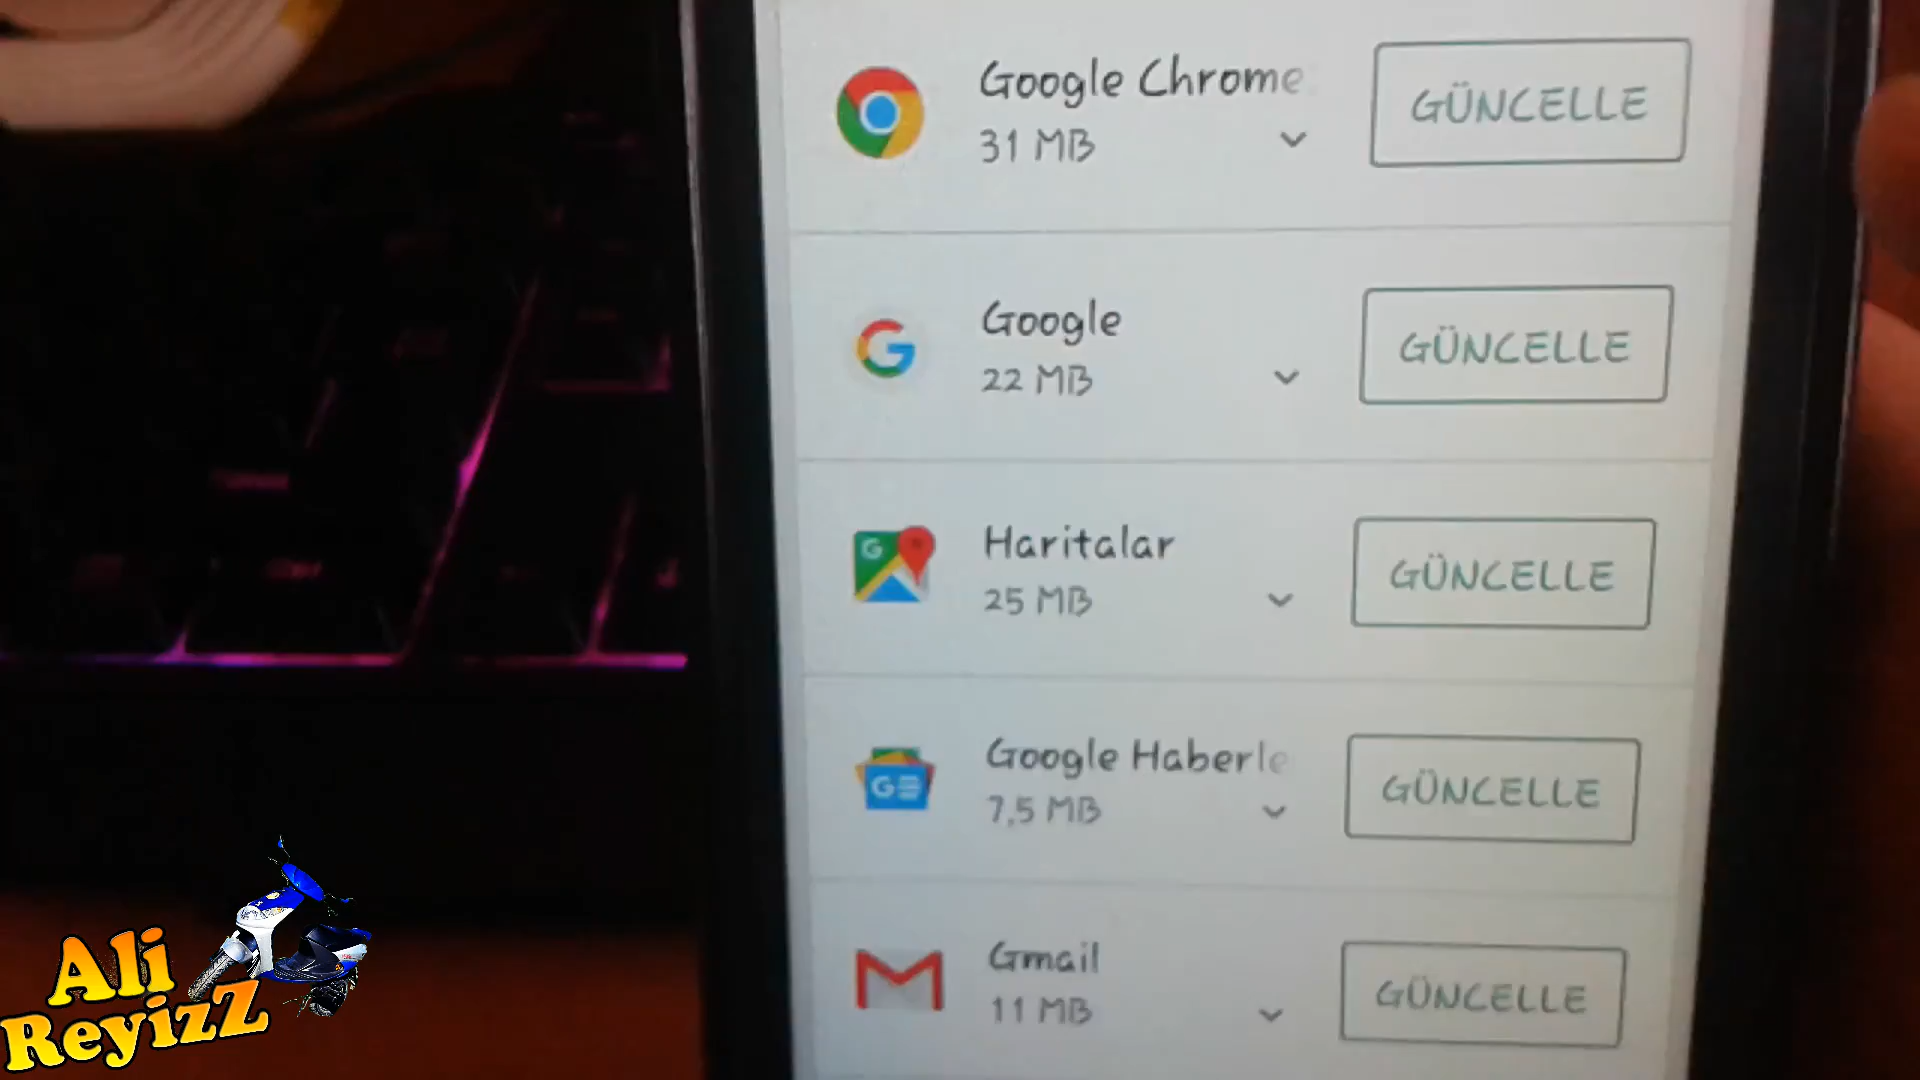 Google Chrome
31 MB
GÜNCELLE
Google
22 MB
GÜNCELLE
Haritalar
25 MB
GÜNCELLE
Google Haberle
7,5 MB
GÜNCELLE
Gmail
11 MB
GÜNCELLE
Ali
ReyizZ